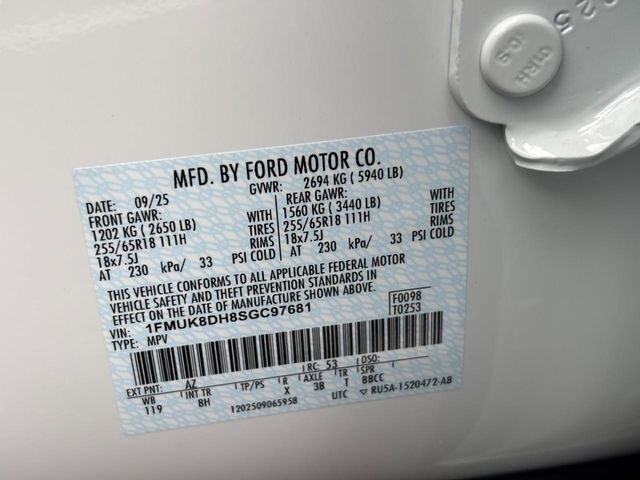 225
01RH
10-9
MFD. BY FORD MOTOR CO.
DATE: 09/25 GVWR: 2694 KG ( 5940 LB)
FRONT GAWR: WITH REAR GAWR: WITH
1202 KG ( 2650 LB) TIRES 1560 KG ( 3440 LB) TIRES
255/65R18 111H RIMS 255/65R18 111H RIMS
18x7.5J 18x7.5J
AT 230 kPa/ 33 PSI COLD AT 230 kPa/ 33 PSI COLD
THIS VEHICLE CONFORMS TO ALL APPLICABLE FEDERAL MOTOR
VEHICLE SAFETY AND THEFT PREVENTION STANDARDS IN
EFFECT ON THE DATE OF MANUFACTURE SHOWN ABOVE.
VIN: 1FMUK8DH8SGC97681 F0098
TYPE: MPV T0253
EXT PNT: AZ RC: 53 DSO:
WB INT TR TP/PS R AXLE TR SPR
119 BH X 3B T BBCC
1202509065958 UTC ▽ RU5A-1520472-AB